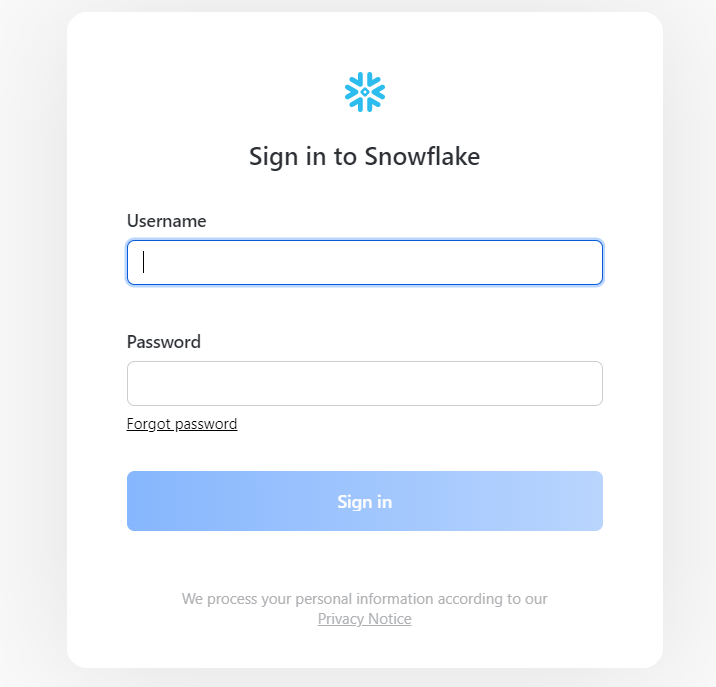 Sign in to Snowflake
Username
Password
Forgot password
Sign in
We process your personal information according to our
Privacy Notice